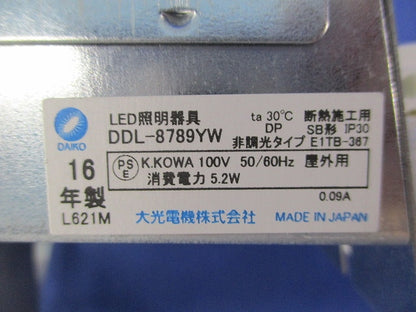 LED照明器具
DDL-8789YW
ta 30℃ 断熱施工用
DP SB形 IP30
非調光タイプ E1TB-367
DAIKO
16
年製
L621M
PS
E
K.KOWA 100V 50/60Hz 屋外用
消費電力 5.2W
0.09A
大光電機株式会社
MADE IN JAPAN